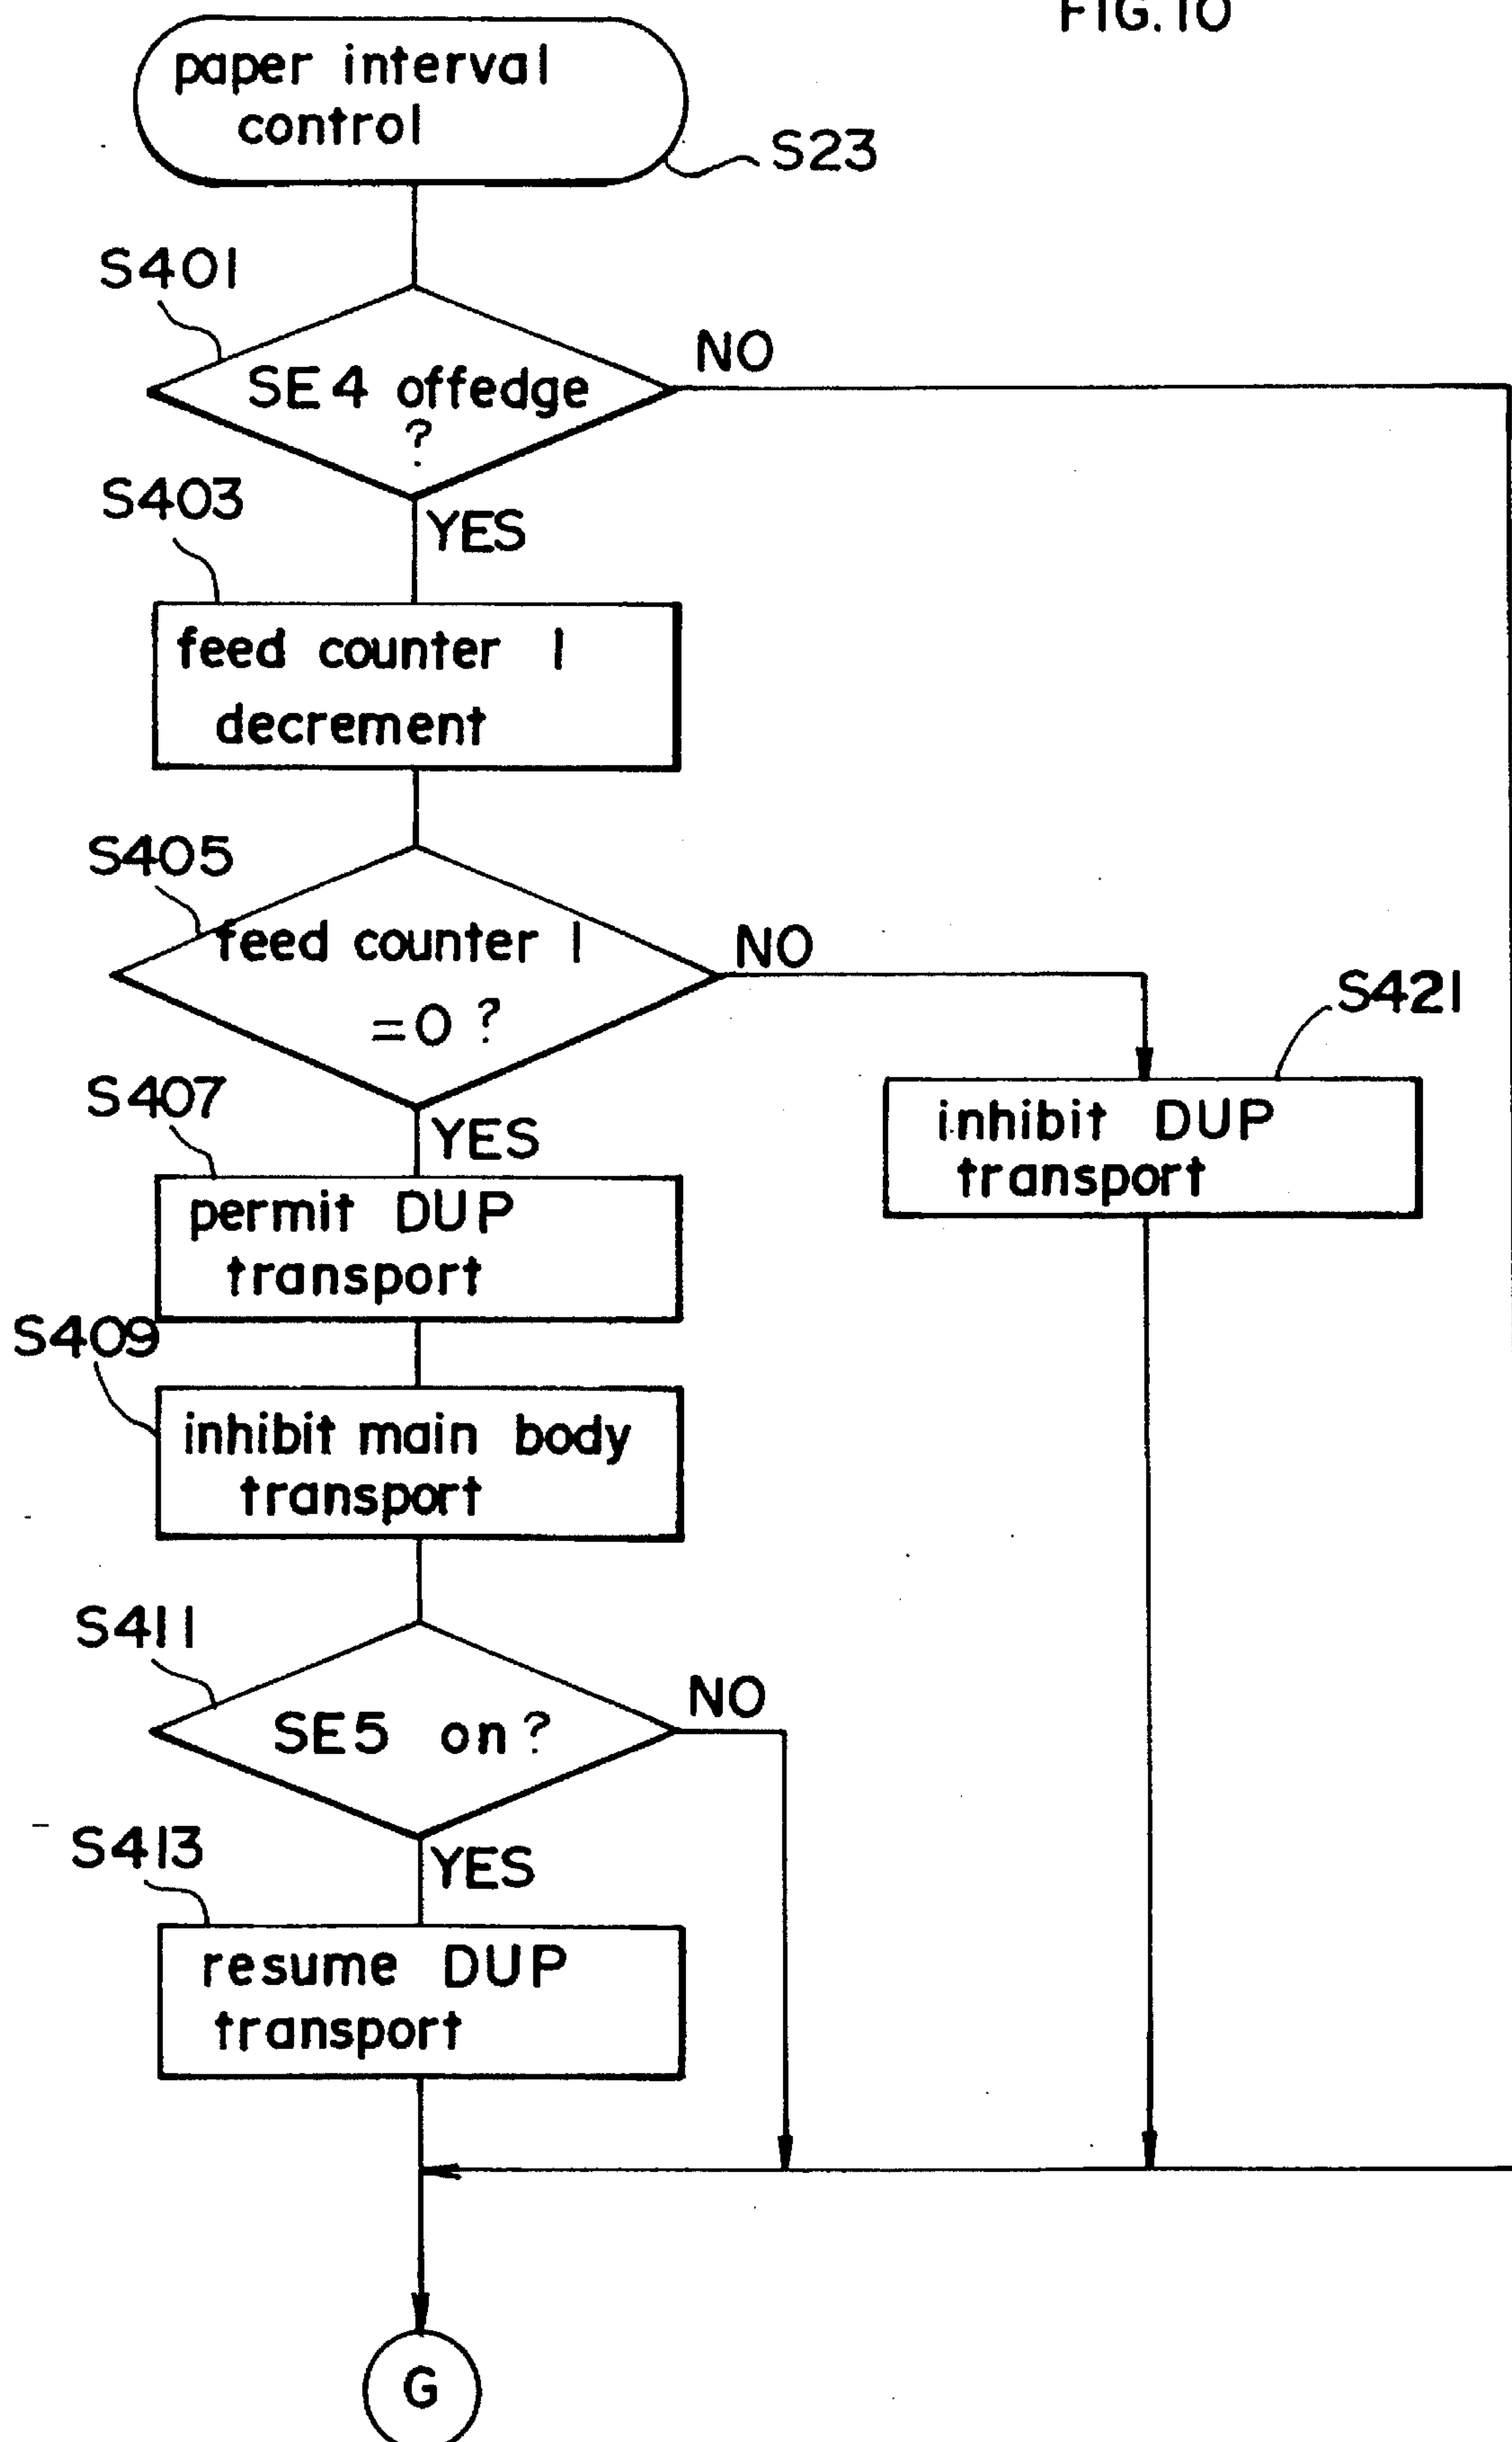 FIG. 10
paper interval
control
S23
S401
SE4 offedge
?
NO
YES
S403
feed counter 1
decrement
S405
feed counter 1
=0 ?
NO
YES
S421
inhibit DUP
transport
S407
permit DUP
transport
S409
inhibit main body
transport
S411
SE5 on?
NO
YES
S413
resume DUP
transport
G